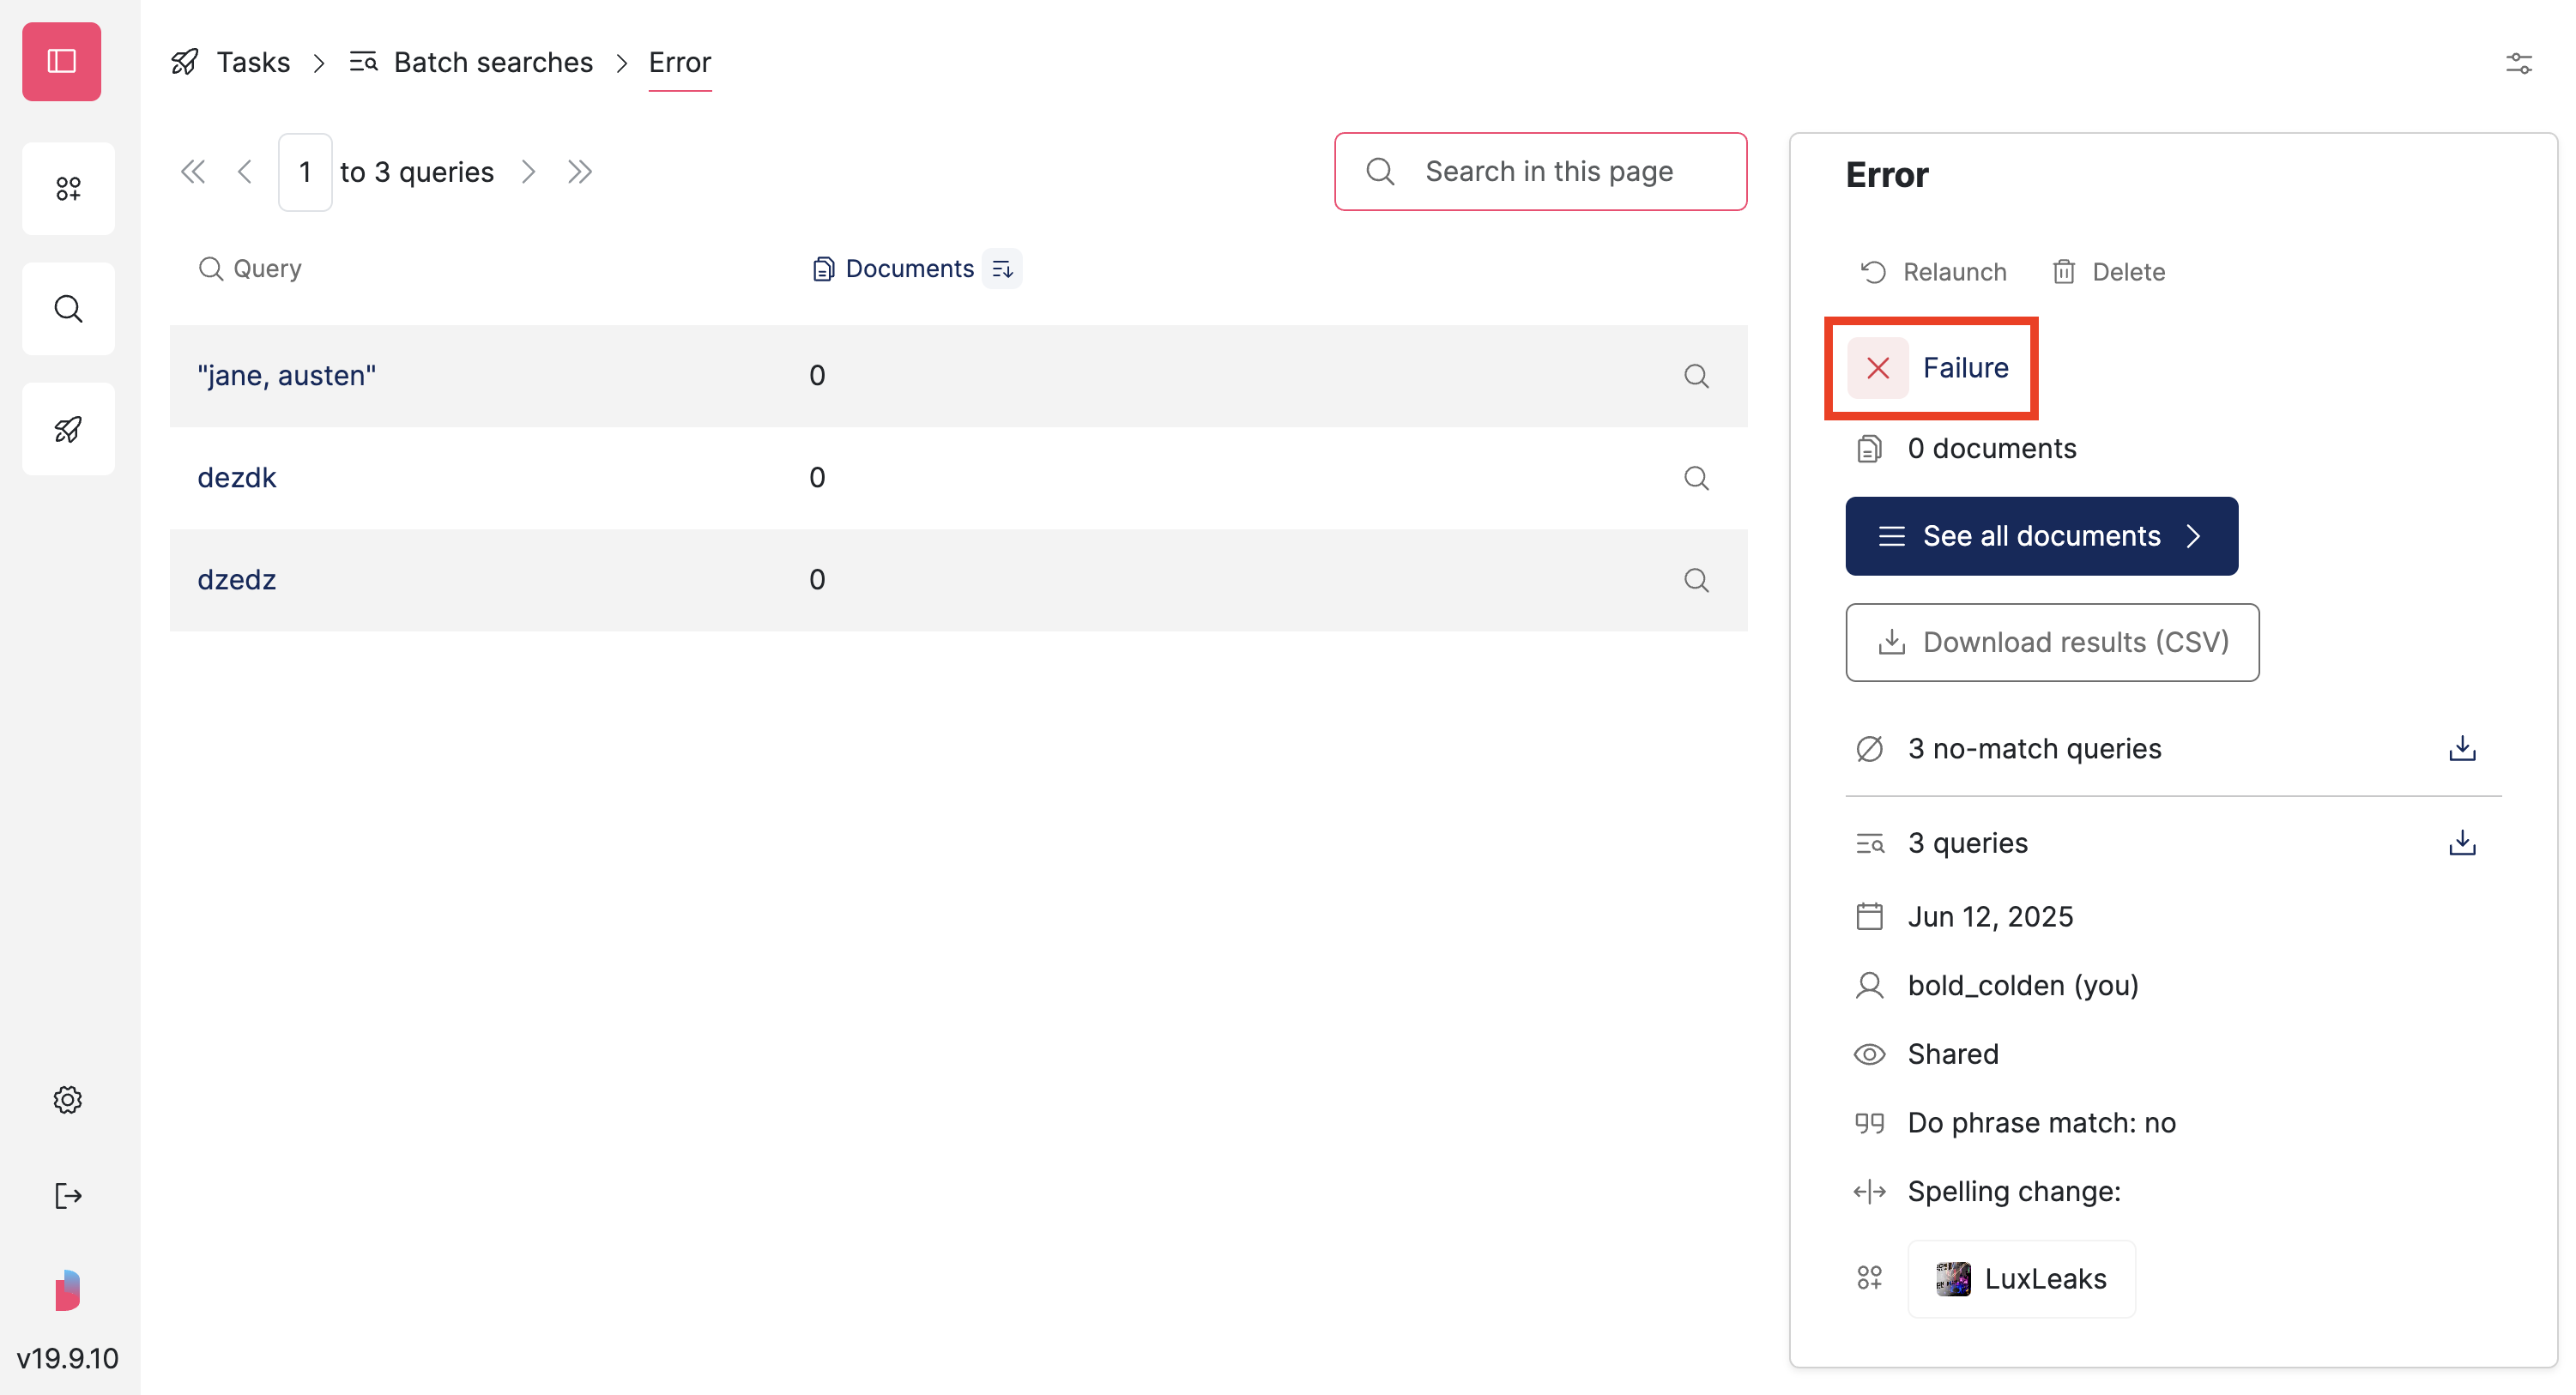 Tasks > Batch searches > Error
1 to 3 queries
Search in this page
Query Documents
"jane, austen" 0
dezdk 0
dzedz 0
Error
Relaunch Delete
Failure
0 documents
See all documents
Download results (CSV)
3 no-match queries
3 queries
Jun 12, 2025
bold_colden (you)
Shared
Do phrase match: no
Spelling change:
LuxLeaks
v19.9.10